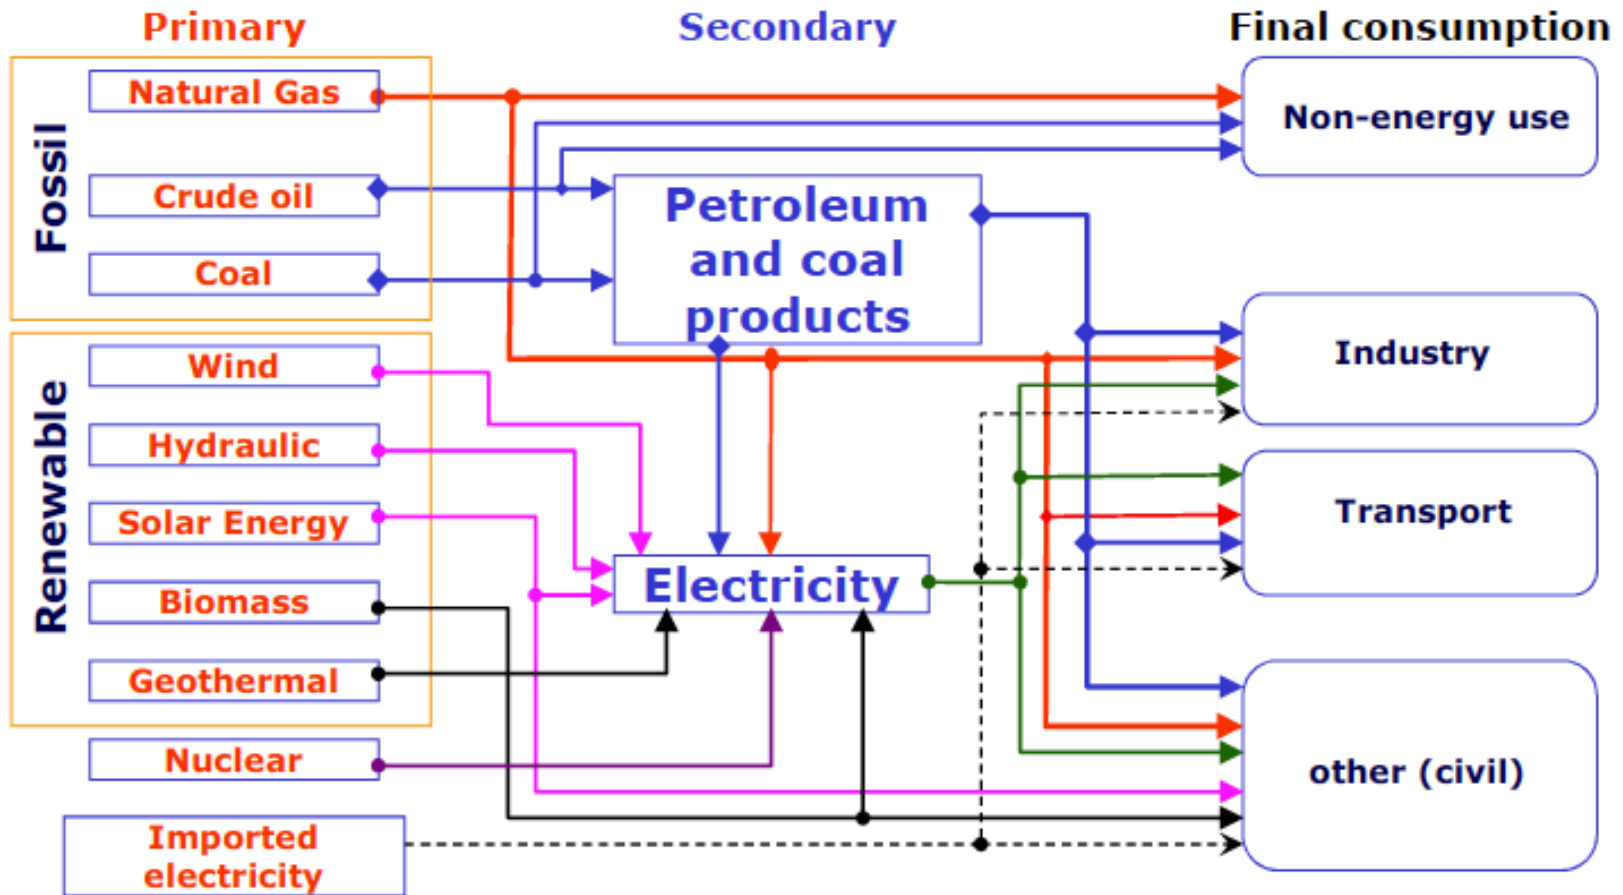 Primary
Secondary
Final consumption
Fossil
Natural Gas
Crude oil
Coal
Renewable
Wind
Hydraulic
Solar Energy
Biomass
Geothermal
Nuclear
Imported
electricity
Petroleum
and coal
products
Electricity
Non-energy use
Industry
Transport
other (civil)